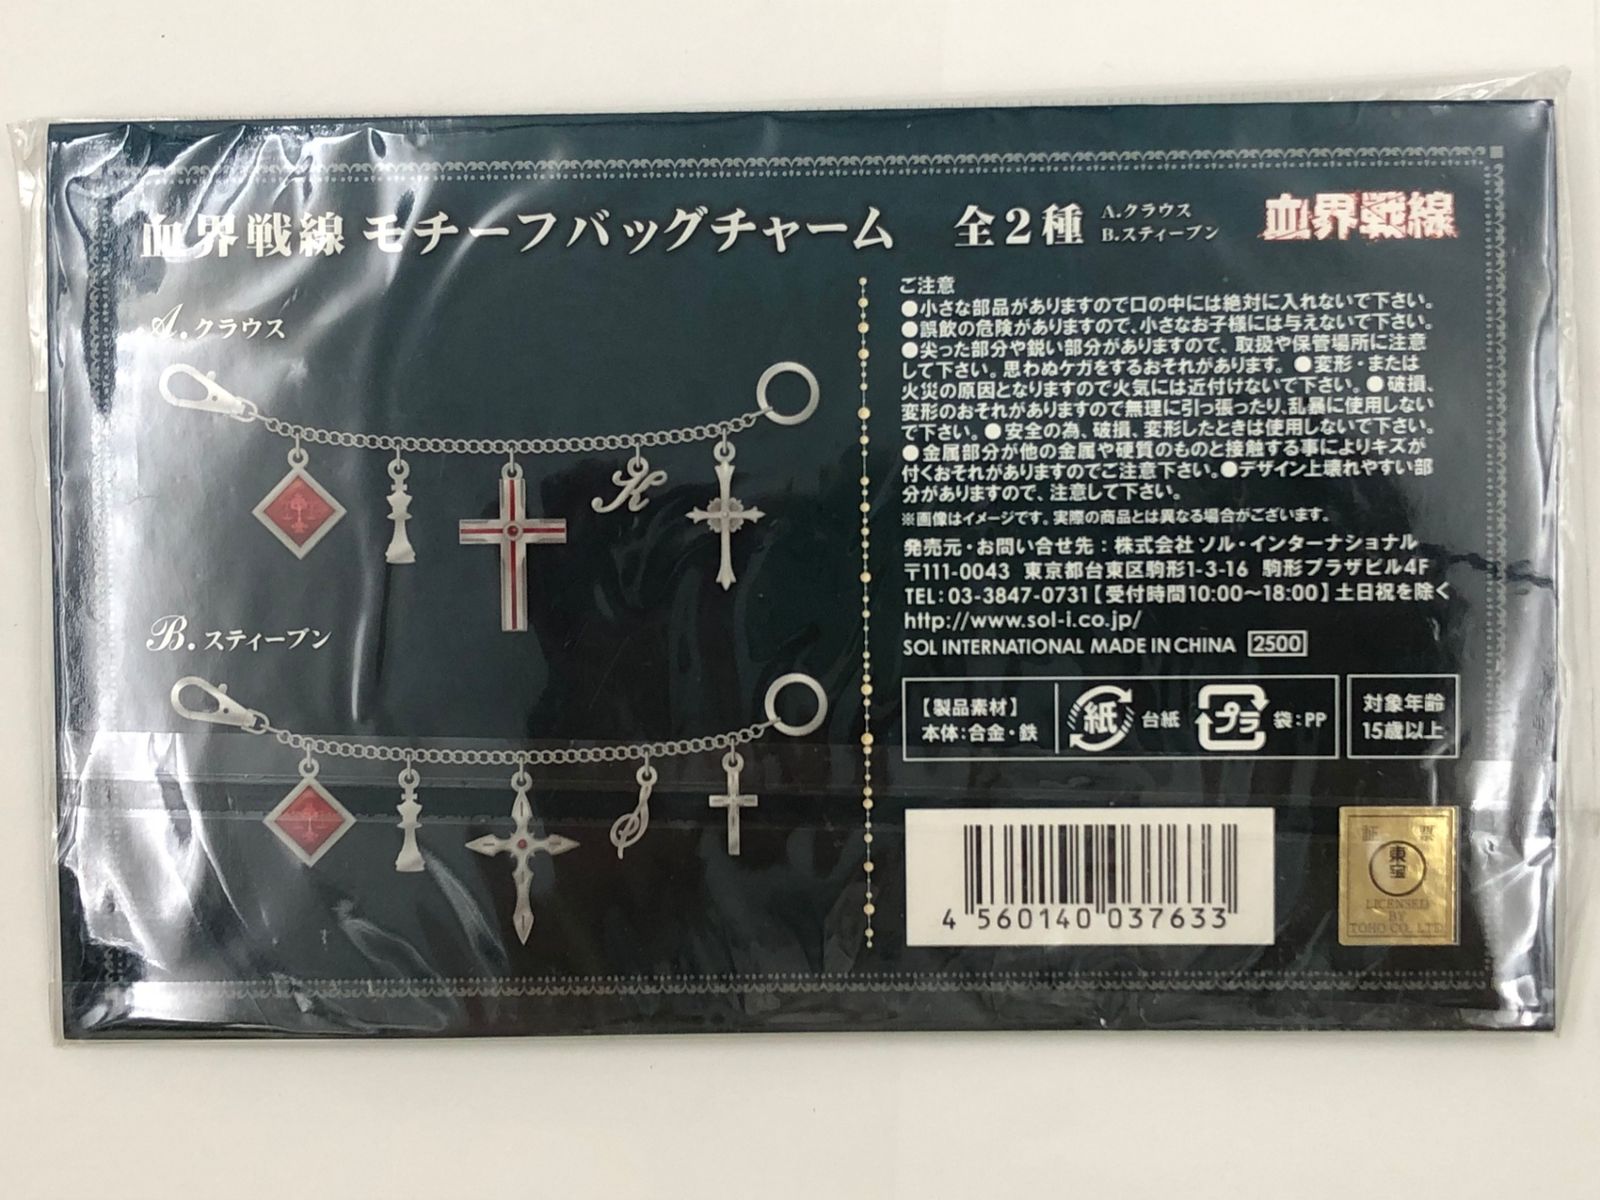 血界戦線 モチーフバッグチャーム 全2種 A.クラウス
B.スティーブン
血界戦線
A.クラウス
K
B.スティーブン
S
ご注意
●小さな部品がありますので口の中には絶対に入れないで下さい。
●誤飲の危険がありますので、小さなお子様には与えないで下さい。
●尖った部分や鋭い部分がありますので、取扱や保管場所に注意
して下さい。思わぬケガをするおそれがあります。 ●変形・または
火災の原因となりますので火気には近付けないで下さい。●破損、
変形のおそれがありますので無理に引っ張ったり、乱暴に使用しない
で下さい。●安全の為、破損、変形したときは使用しないで下さい。
●金属部分が他の金属や硬質のものと接触する事によりキズが
付くおそれがありますのでご注意下さい。●デザイン上壊れやすい部
分がありますので、注意して下さい。
※画像はイメージです。実際の商品とは異なる場合がございます。
発売元・お問い合せ先：株式会社 ソル・インターナショナル
〒111-0043 東京都台東区駒形1-3-16 駒形プラザビル4F
TEL：03-3847-0731【受付時間10:00～18:00】土日祝を除く
http://www.sol-i.co.jp/
SOL INTERNATIONAL MADE IN CHINA 2500
【製品素材】
本体：合金・鉄
紙 台紙
プラ 袋：PP
対象年齢
15歳以上
4 560140 037633
証 票
東宝
LICENSED
BY
TOHO CO., LTD.